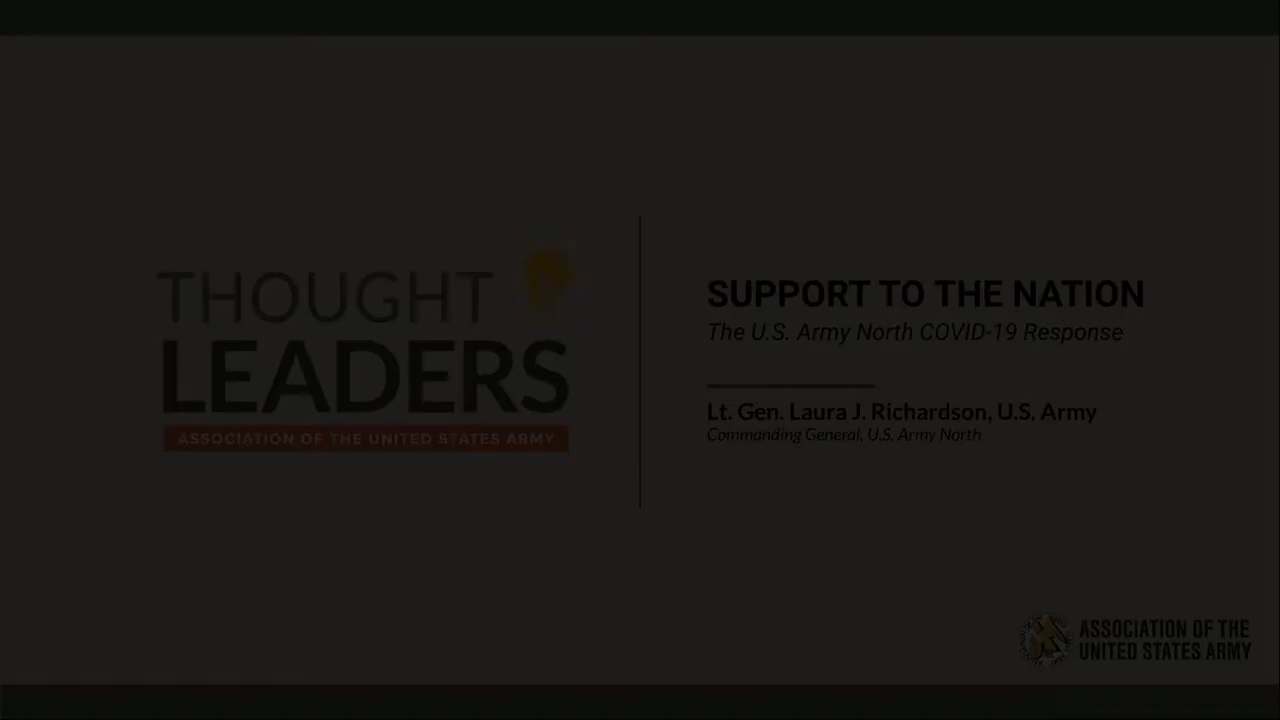 THOUGHT
LEADERS
ASSOCIATION OF THE UNITED STATES ARMY
SUPPORT TO THE NATION
The U.S. Army North COVID-19 Response
Lt. Gen. Laura J. Richardson, U.S. Army
Commanding General, U.S. Army North
ASSOCIATION OF THE
UNITED STATES ARMY